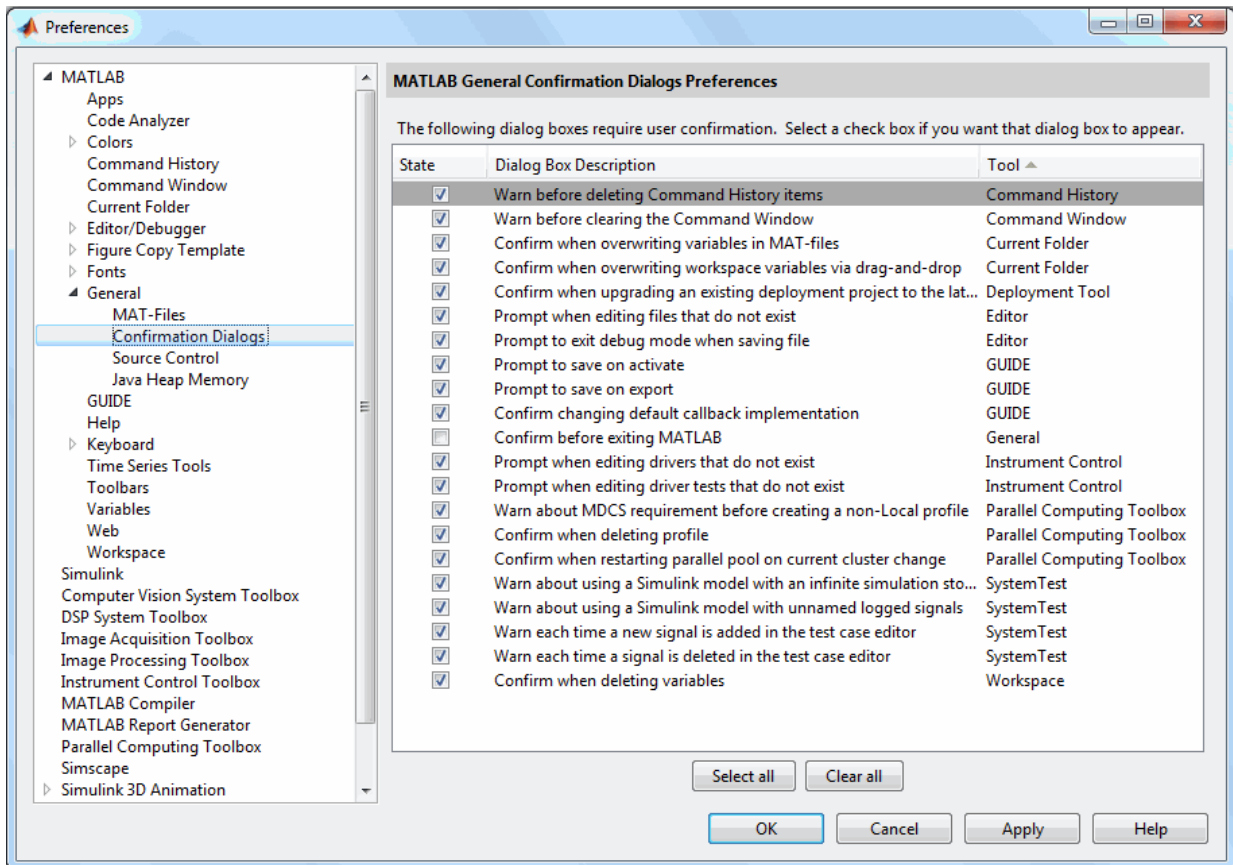 Preferences
MATLAB
Apps
Code Analyzer
Colors
Command History
Command Window
Current Folder
Editor/Debugger
Figure Copy Template
Fonts
General
MAT-Files
Confirmation Dialogs
Source Control
Java Heap Memory
GUIDE
Help
Keyboard
Time Series Tools
Toolbars
Variables
Web
Workspace
Simulink
Computer Vision System Toolbox
DSP System Toolbox
Image Acquisition Toolbox
Image Processing Toolbox
Instrument Control Toolbox
MATLAB Compiler
MATLAB Report Generator
Parallel Computing Toolbox
Simscape
Simulink 3D Animation
MATLAB General Confirmation Dialogs Preferences
The following dialog boxes require user confirmation. Select a check box if you want that dialog box to appear.
State Dialog Box Description Tool
Warn before deleting Command History items Command History
Warn before clearing the Command Window Command Window
Confirm when overwriting variables in MAT-files Current Folder
Confirm when overwriting workspace variables via drag-and-drop Current Folder
Confirm when upgrading an existing deployment project to the lat... Deployment Tool
Prompt when editing files that do not exist Editor
Prompt to exit debug mode when saving file Editor
Prompt to save on activate GUIDE
Prompt to save on export GUIDE
Confirm changing default callback implementation GUIDE
Confirm before exiting MATLAB General
Prompt when editing drivers that do not exist Instrument Control
Prompt when editing driver tests that do not exist Instrument Control
Warn about MDCS requirement before creating a non-Local profile Parallel Computing Toolbox
Confirm when deleting profile Parallel Computing Toolbox
Confirm when restarting parallel pool on current cluster change Parallel Computing Toolbox
Warn about using a Simulink model with an infinite simulation sto... SystemTest
Warn about using a Simulink model with unnamed logged signals SystemTest
Warn each time a new signal is added in the test case editor SystemTest
Warn each time a signal is deleted in the test case editor SystemTest
Confirm when deleting variables Workspace
Select all Clear all
OK Cancel Apply Help